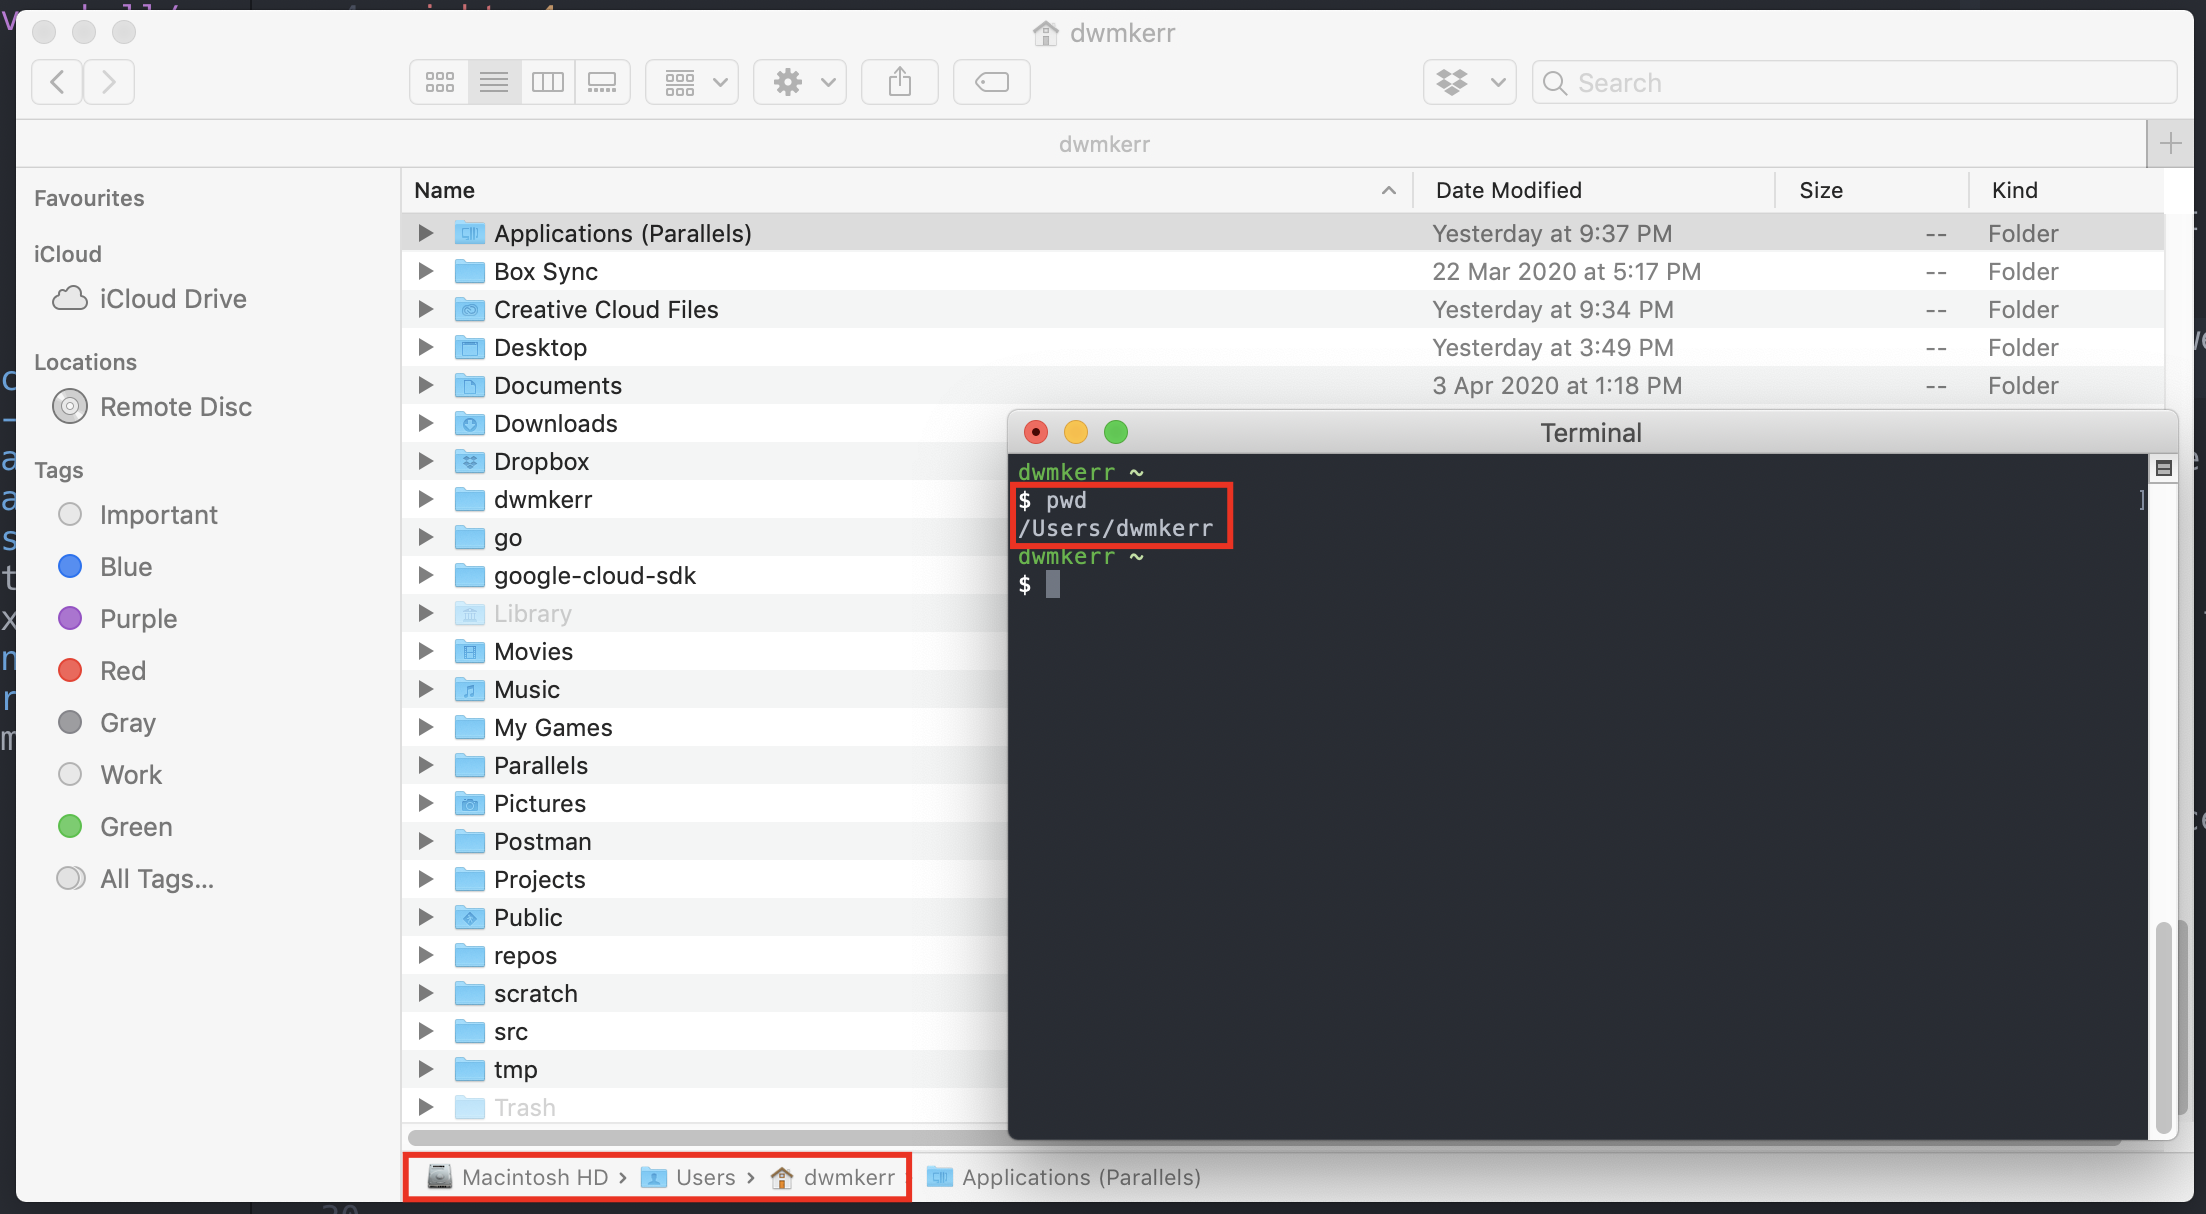 dwmkerr
Search
dwmkerr
Favourites
iCloud
iCloud Drive
Locations
Remote Disc
Tags
Important
Blue
Purple
Red
Gray
Work
Green
All Tags...
Name Date Modified Size Kind
Applications (Parallels) Yesterday at 9:37 PM -- Folder
Box Sync 22 Mar 2020 at 5:17 PM -- Folder
Creative Cloud Files Yesterday at 9:34 PM -- Folder
Desktop Yesterday at 3:49 PM -- Folder
Documents 3 Apr 2020 at 1:18 PM -- Folder
Downloads
Dropbox
dwmkerr
go
google-cloud-sdk
Library
Movies
Music
My Games
Parallels
Pictures
Postman
Projects
Public
repos
scratch
src
tmp
Trash
Terminal
dwmkerr ~
$ pwd
/Users/dwmkerr
dwmkerr ~
$
]
Macintosh HD › Users › dwmkerr Applications (Parallels)